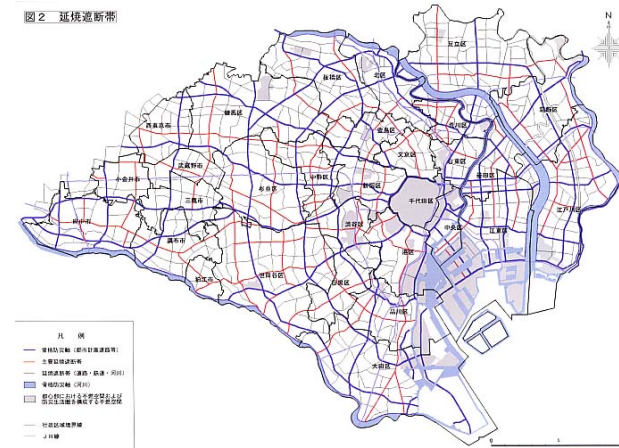 図2 延焼遮断帯
N
足立区
北区
板橋区
葛飾区
練馬区
荒川区
豊島区
西東京市
文京区
台東区
武蔵野市
中野区
墨田区
小金井市
杉並区
新宿区
千代田区
三鷹市
江戸川区
府中市
渋谷区
中央区
江東区
調布市
港区
世田谷区
目黒区
狛江市
品川区
大田区
凡 例
骨格防災軸（都市計画道路等）
主要延焼遮断帯
延焼遮断帯（道路・鉄道・河川）
骨格防災軸（河川）
都心部における不燃空間および
防災生活圏を構成する不燃空間
行政区域境界線
JR線
0